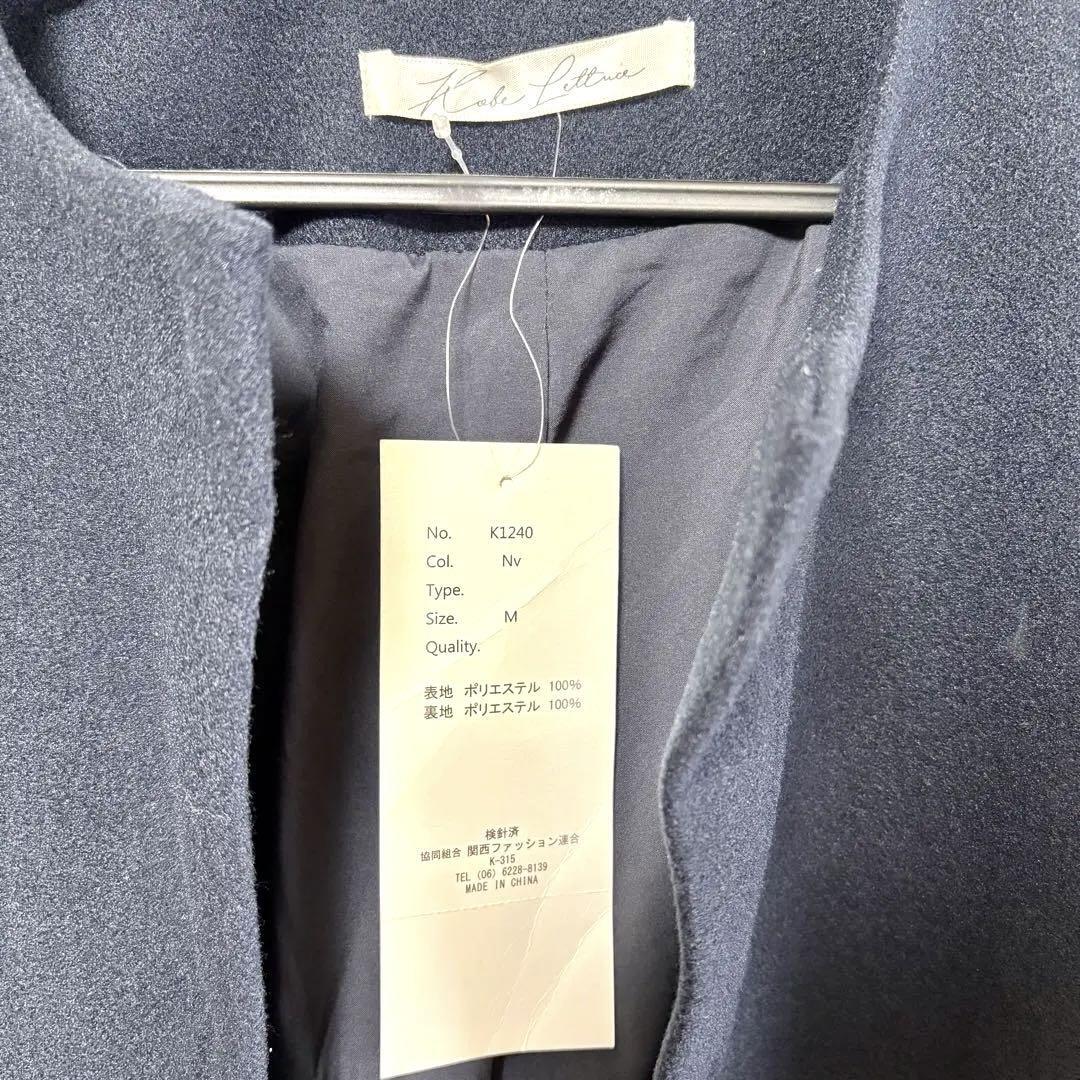 Kobe Lettuce
No. K1240
Col. Nv
Type.
Size. M
Quality.
表地 ポリエステル 100%
裏地 ポリエステル 100%
検針済
協同組合 関西ファッション連合
K-315
TEL (06) 6228-8139
MADE IN CHINA